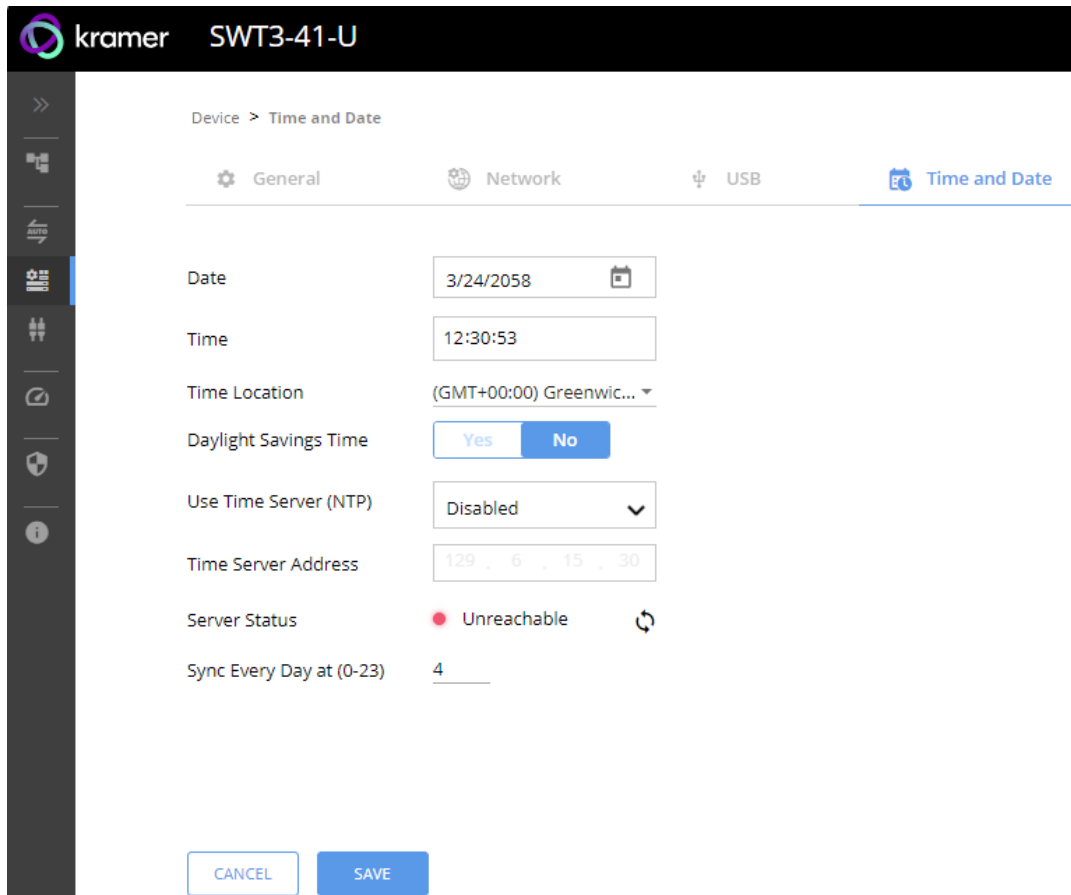 kramer SWT3-41-U
Device > Time and Date
General Network USB Time and Date
Date 3/24/2058
Time 12:30:53
Time Location (GMT+00:00) Greenwic...
Daylight Savings Time Yes No
Use Time Server (NTP) Disabled
Time Server Address 129 . 6 . 15 . 30
Server Status Unreachable
Sync Every Day at (0-23) 4
CANCEL SAVE
AUTO